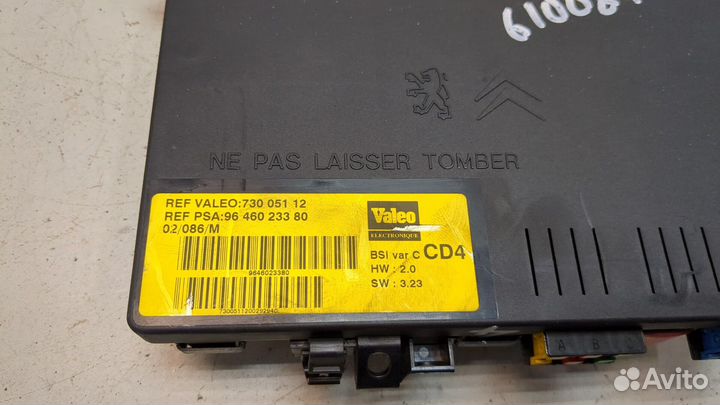 NE PAS LAISSER TOMBER
REF VALEO:730 051 12
REF PSA:96 460 233 80
02/086/M
9646023380
7300511200292940
Valeo
ELECTRONIQUE
BSI var C CD4
HW : 2.0
SW : 3.23
A B C
Avito